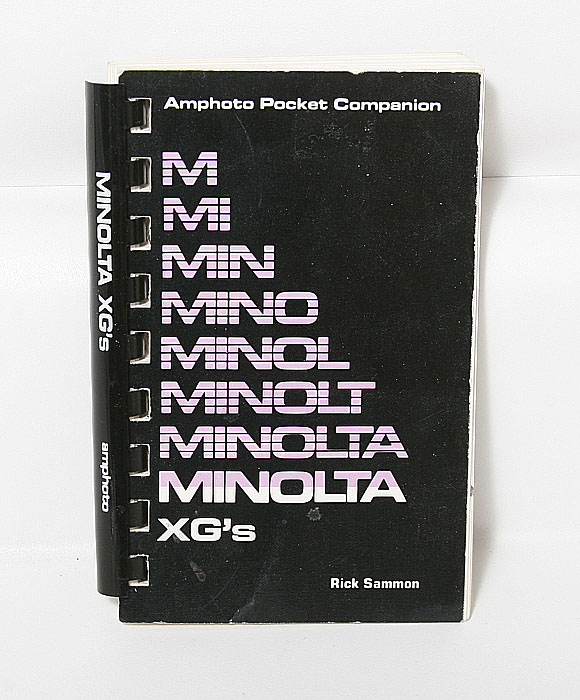 Amphoto Pocket Companion
M
MI
MIN
MINO
MINOL
MINOLT
MINOLTA
MINOLTA
XG's
Rick Sammon
MINOLTA XG's
amphoto